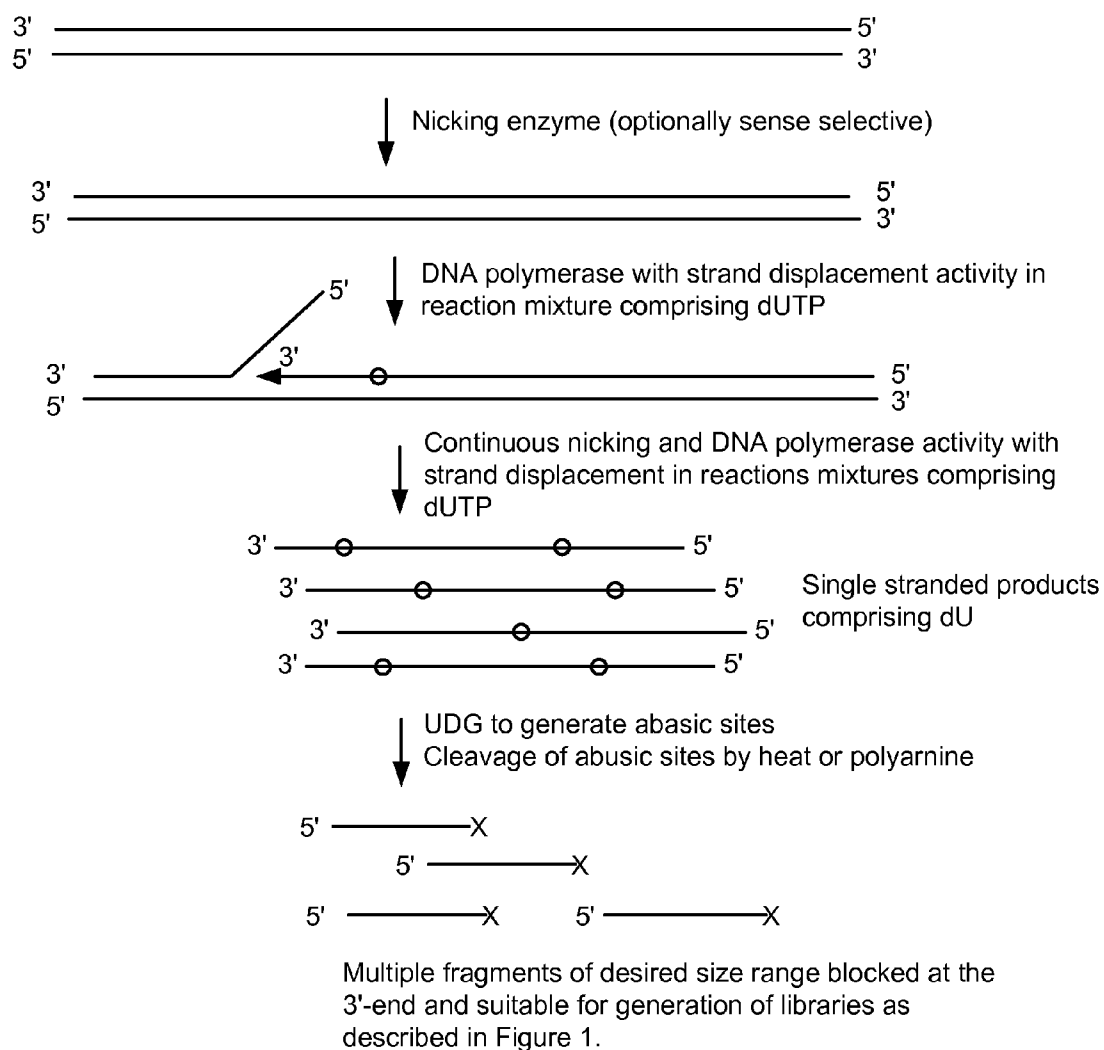 3' 5'
5' 3'
Nicking enzyme (optionally sense selective)
3' 5'
5' 3'
DNA polymerase with strand displacement activity in
reaction mixture comprising dUTP
5'
3'
3' 5'
5' 3'
Continuous nicking and DNA polymerase activity with
strand displacement in reactions mixtures comprising
dUTP
3' 5'
3' 5'
3' 5'
3' 5'
Single stranded products
comprising dU
UDG to generate abasic sites
Cleavage of abusic sites by heat or polyarnine
5' X
5' X
5' X 5' X
Multiple fragments of desired size range blocked at the
3'-end and suitable for generation of libraries as
described in Figure 1.